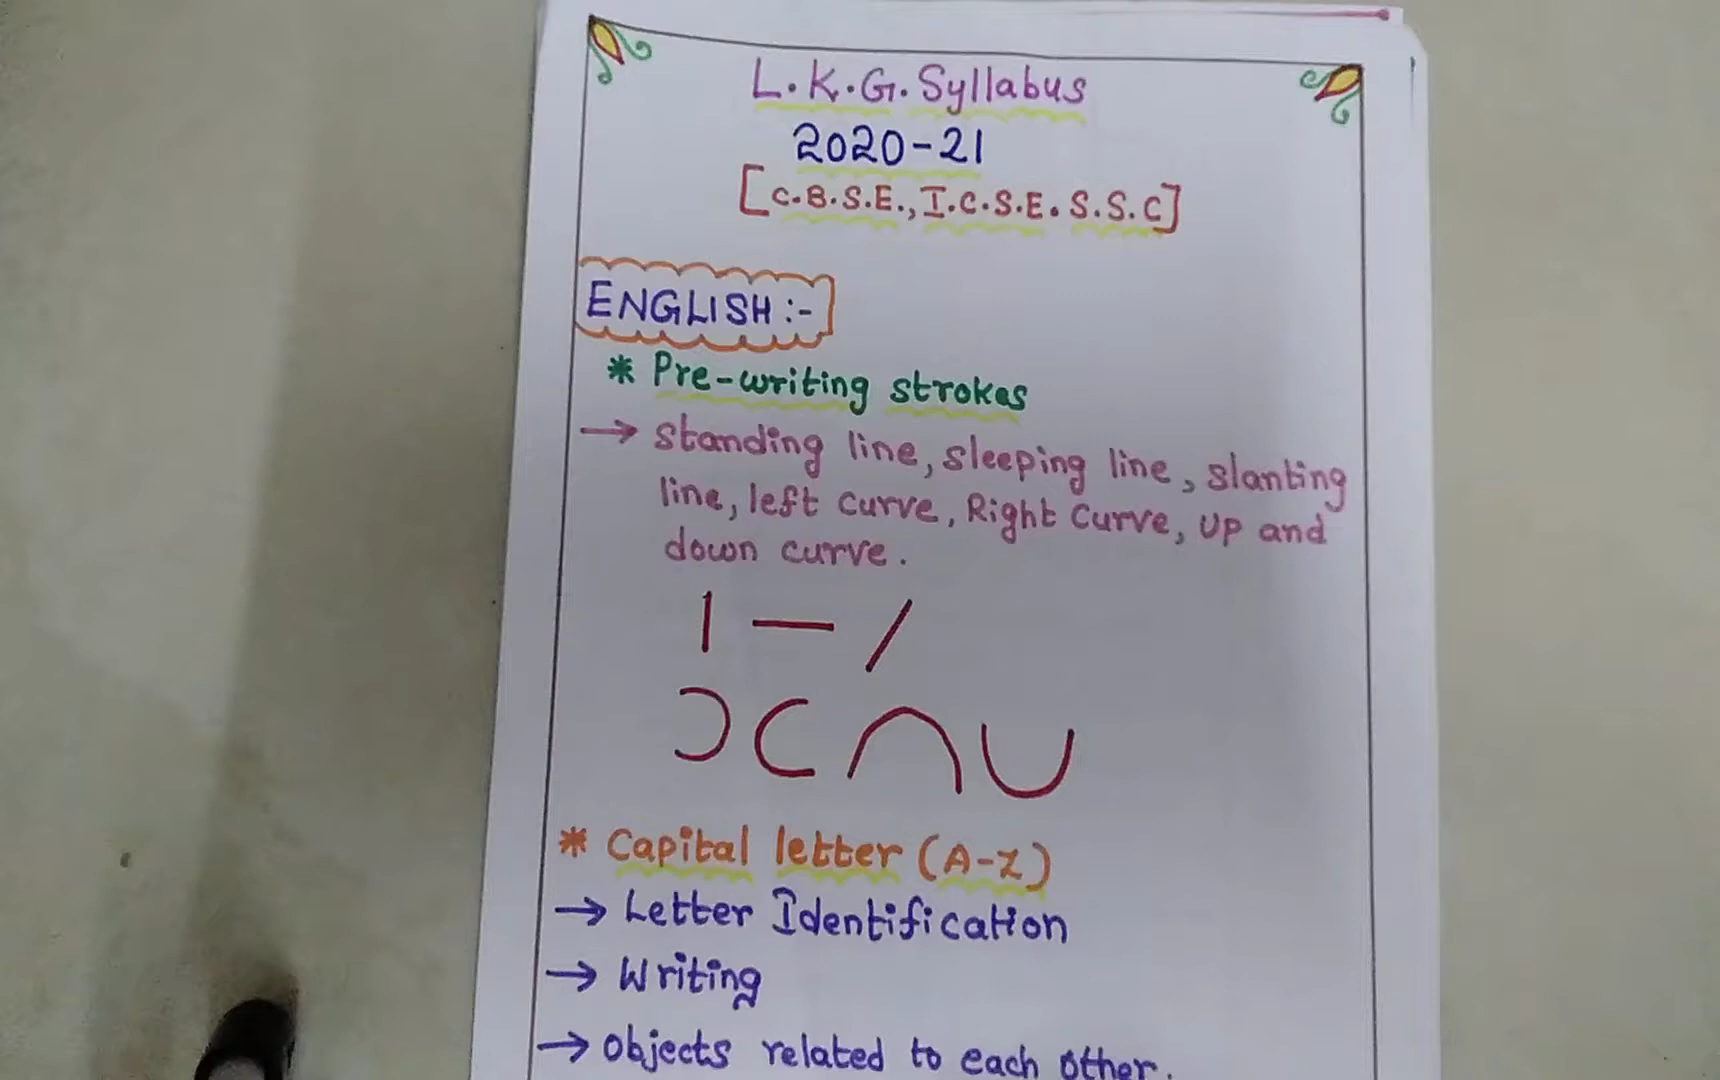 L.K.G. Syllabus
2020-21
[C.B.S.E., I.C.S.E. S.S.C]
ENGLISH :-
* Pre-writing strokes
→ standing line, sleeping line, slanting
line, left curve, Right Curve, Up and
down curve.
* Capital letter (A-Z)
→ Letter Identification
→ Writing
→ Objects related to each other.